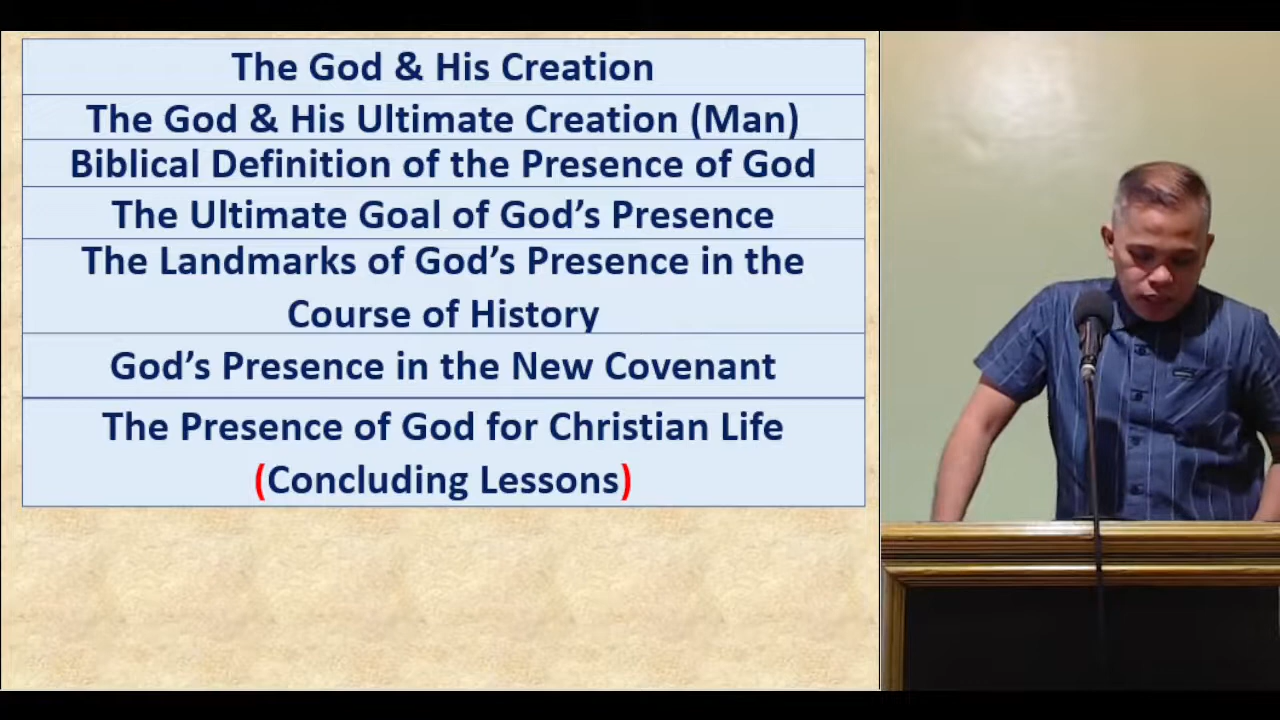 The God & His Creation
The God & His Ultimate Creation (Man)
Biblical Definition of the Presence of God
The Ultimate Goal of God’s Presence
The Landmarks of God’s Presence in the
Course of History
God’s Presence in the New Covenant
The Presence of God for Christian Life
(Concluding Lessons)